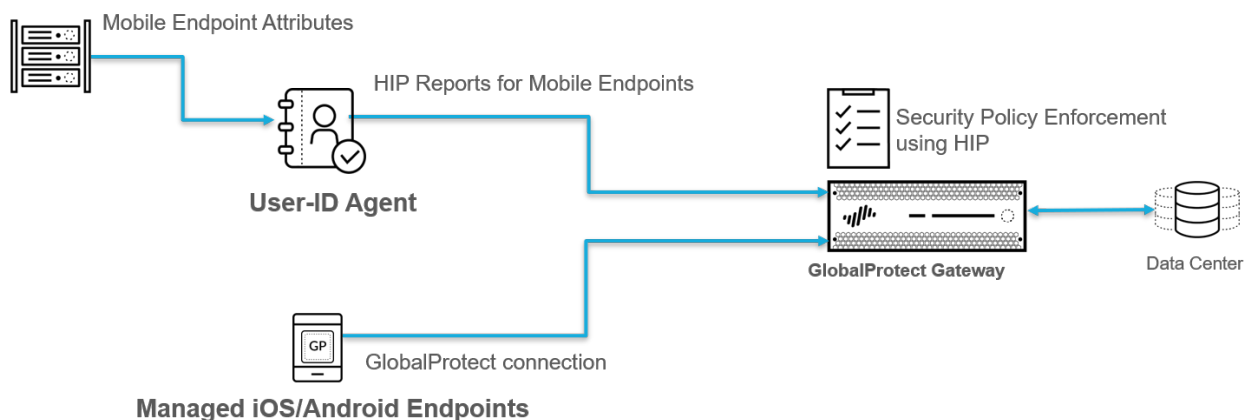 Mobile Endpoint Attributes
HIP Reports for Mobile Endpoints
Security Policy Enforcement
using HIP
User-ID Agent
GlobalProtect Gateway
Data Center
GP
GlobalProtect connection
Managed iOS/Android Endpoints